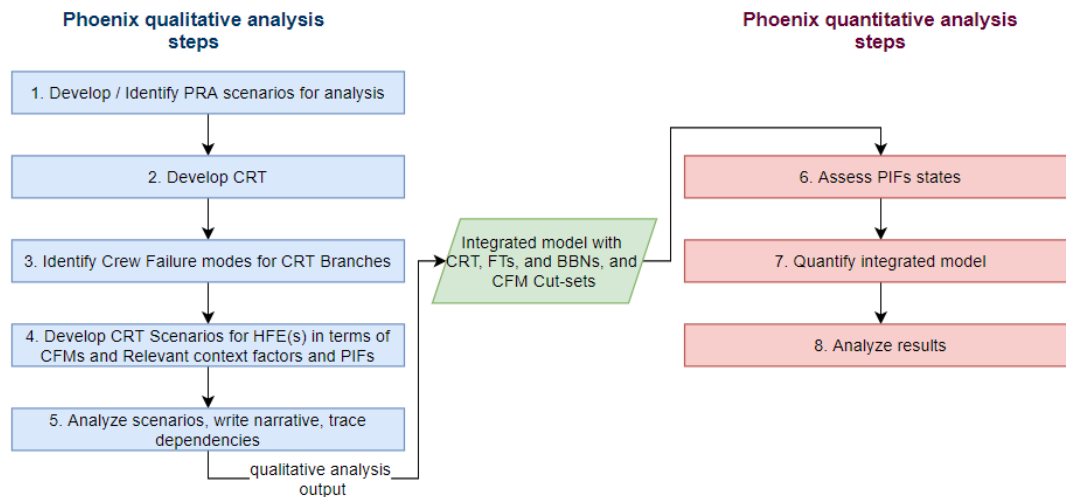 Phoenix qualitative analysis
steps
1. Develop / Identify PRA scenarios for analysis
2. Develop CRT
3. Identify Crew Failure modes for CRT Branches
4. Develop CRT Scenarios for HFE(s) in terms of
CFMs and Relevant context factors and PIFs
5. Analyze scenarios, write narrative, trace
dependencies
qualitative analysis
output
Integrated model with
CRT, FTs, and BBNs, and
CFM Cut-sets
Phoenix quantitative analysis
steps
6. Assess PIFs states
7. Quantify integrated model
8. Analyze results